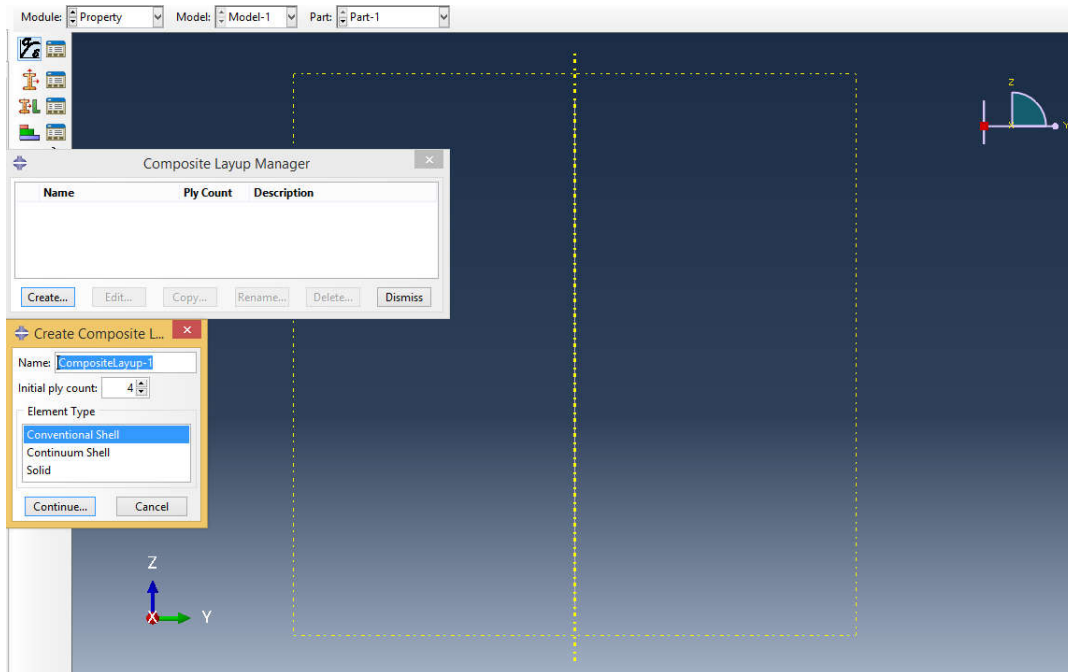 Module: Property Model: Model-1 Part: Part-1
Z
X Y
Composite Layup Manager
Name Ply Count Description
Create... Edit... Copy... Rename... Delete... Dismiss
Create Composite L...
Name: CompositeLayup-1
Initial ply count: 4
Element Type
Conventional Shell
Continuum Shell
Solid
Continue... Cancel
Z
X Y